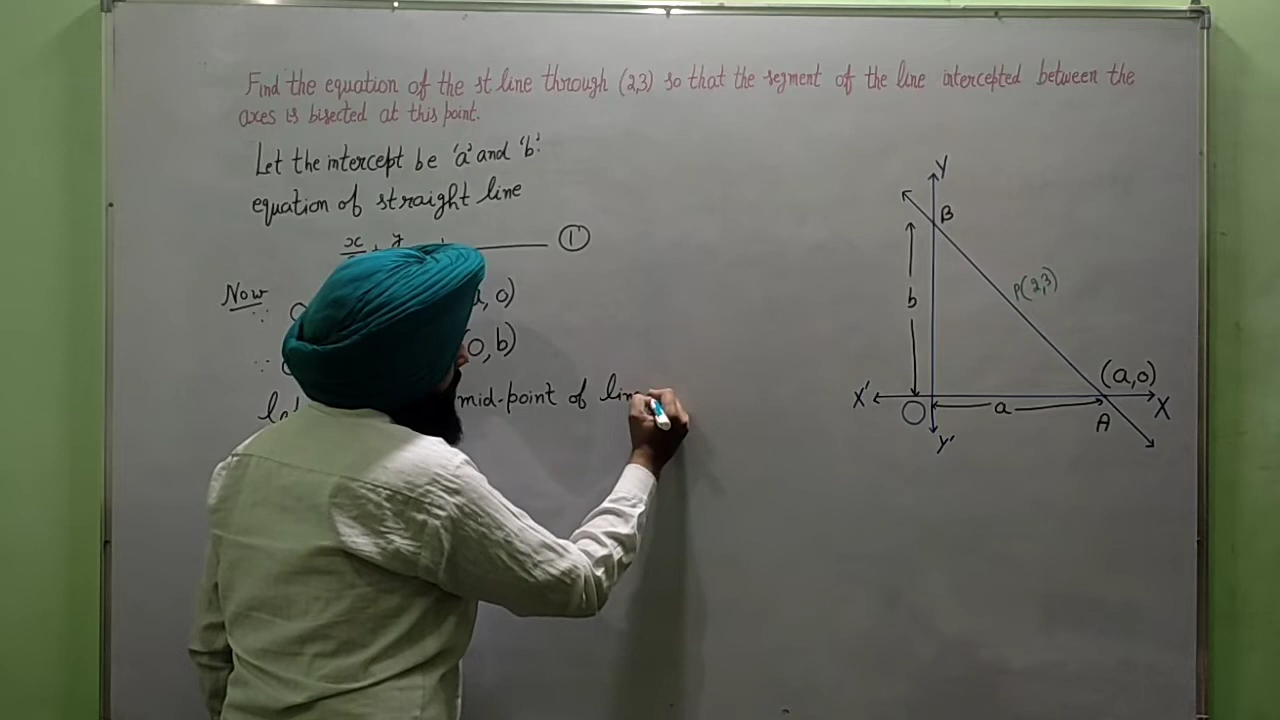 Find the equation of the st line through (2,3) so that the segment of the line intercepted between the
axes is bisected at this point.
Let the intercept be 'a' and 'b'.
equation of straight line
x y ①
Now
∵ , 0)
∵ 0, b)
mid-point of lin
Y
B
b
P(2,3)
(a,0)
X'
O
a
A
X
Y'